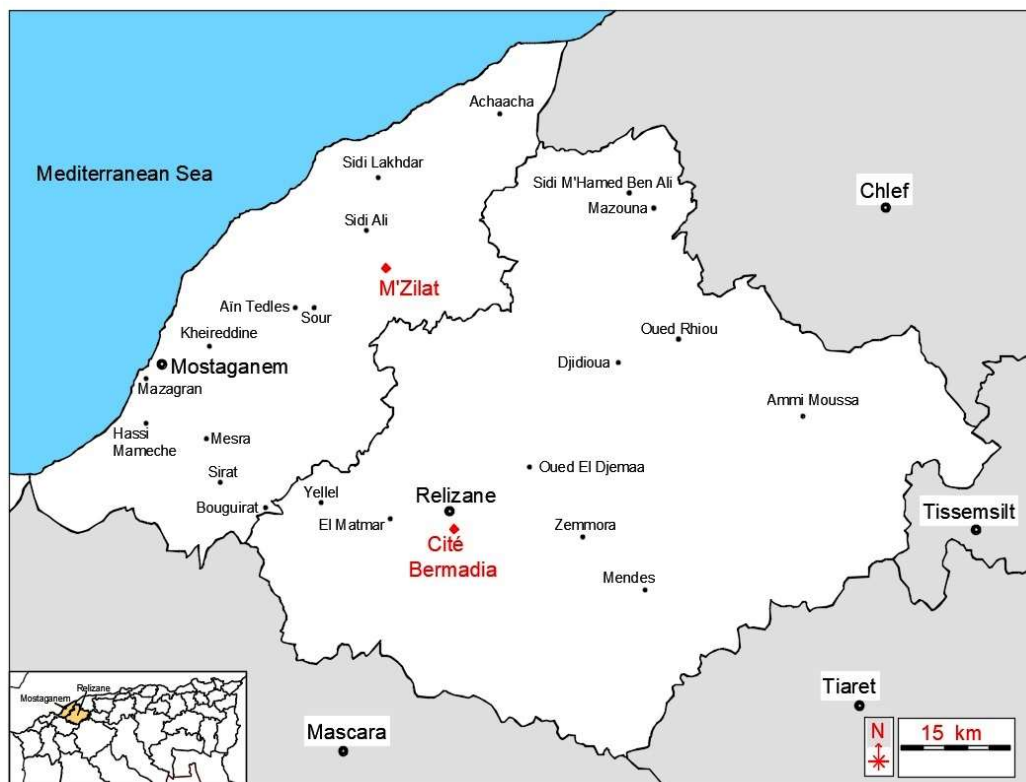 Achaacha
Mediterranean Sea
Sidi Lakhdar
Sidi M'Hamed Ben Ali
Mazouna
Chlef
Sidi Ali
M'Zilat
Aïn Tedles
Sour
Kheireddine
Oued Rhiou
Mostaganem
Djidioua
Mazagran
Ammi Moussa
Hassi
Mameche
Mesra
Sirat
Oued El Djemaa
Yellel
Relizane
Bouguirat
El Matmar
Cité
Bermadia
Zemmora
Tissemsilt
Mendes
Relizane
Mostaganem
Tiaret
Mascara
N
15 km